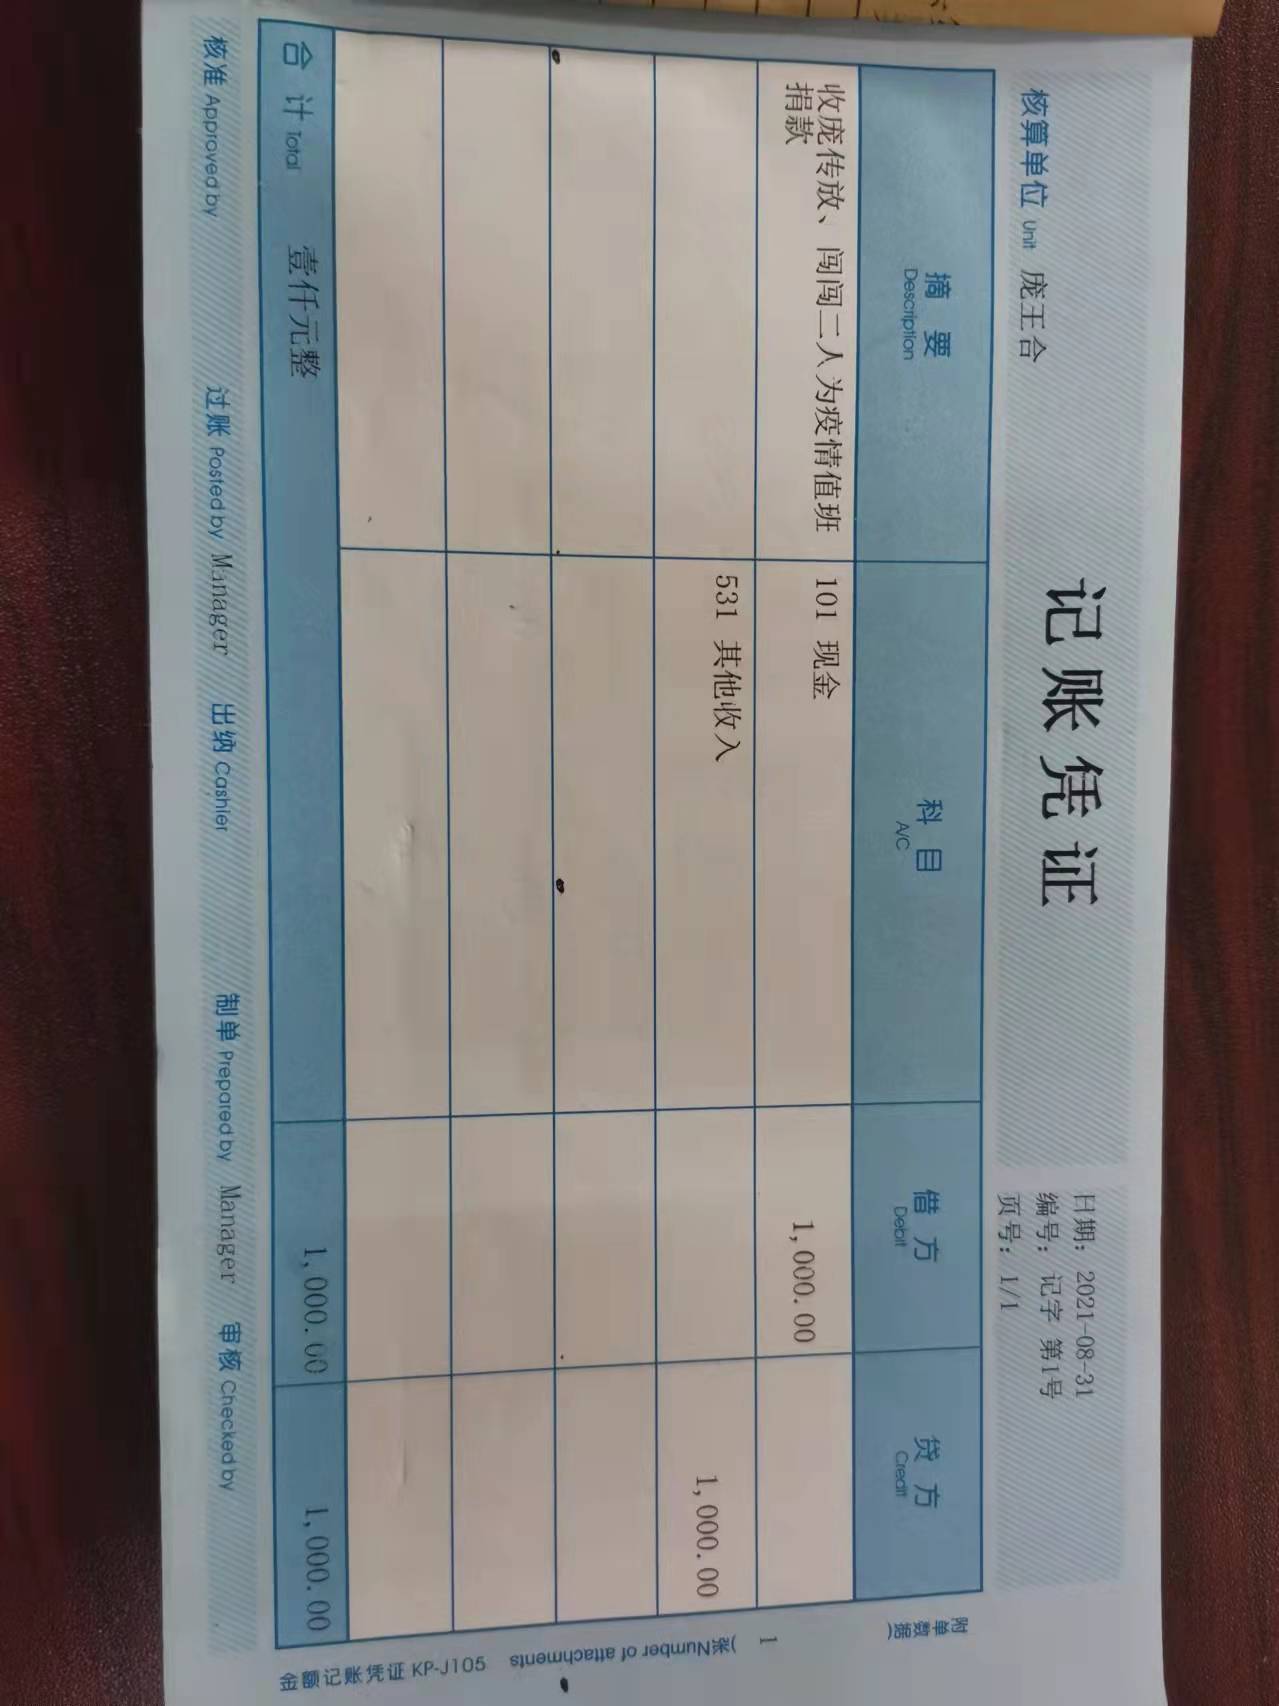 记账凭证
日期: 2021-08-31
编号: 记字 第1号
页号: 1/1
核算单位 Unit 庞王合
摘要 科目 借方 贷方
Description A/C Debit Credit
收庞传放、闯闯二人为疫情值班 101 现金 1,000.00
捐款
531 其他收入 1,000.00
合计 Total 壹仟元整 1,000.00 1,000.00
核准 Approved by 过账 Posted by Manager 出纳 Cashier 制单 Prepared by Manager 审核 Checked by
附单数据(
1
)张Number of attachments
金额记账凭证 KP-J105